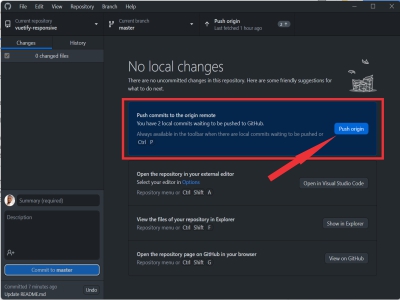 File Edit View Repository Branch Help
Current repository
vuetify-responsive
Current branch
master
Push origin
Last fetched 1 hour ago
2
Changes
History
0 changed files
No local changes
There are no uncommitted changes in this repository. Here are some friendly suggestions for
what to do next.
Push commits to the origin remote
You have 2 local commits waiting to be pushed to GitHub.
Always available in the toolbar when there are local commits waiting to be pushed or
Ctrl P
Push origin
Open the repository in your external editor
Select your editor in Options
Repository menu or Ctrl Shift A
Open in Visual Studio Code
View the files of your repository in Explorer
Repository menu or Ctrl Shift F
Show in Explorer
Open the repository page on GitHub in your browser
Repository menu or Ctrl Shift G
View on GitHub
Summary (required)
Description
Commit to master
Committed 7 minutes ago
Update README.md
Undo